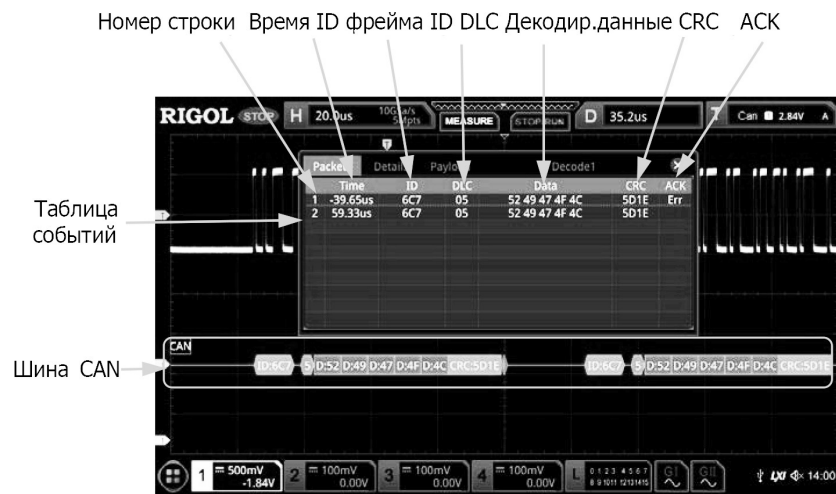 Номер строки Время ID фрейма ID DLC Декодир.данные CRC ACK
RIGOL STOP H 20.0us 10GSa/s 5Mpts MEASURE STOP/RUN D 35.2us T Can 2.84V A
Packet Details Payload Decode1
Time ID DLC Data CRC ACK
1 -39.65us 6C7 05 52 49 47 4F 4C 5D1E Err
2 59.33us 6C7 05 52 49 47 4F 4C 5D1E
Таблица
событий
CAN
Шина CAN
ID:6C7 5 D:52 D:49 D:47 D:4F D:4C CRC:5D1E ID:6C7 5 D:52 D:49 D:47 D:4F D:4C CRC:5D1E
1 500mV 2 100mV 3 100mV 4 100mV L 0 1 2 3 4 5 6 7 GI GII LXI 14:00
-1.84V 0.00V 0.00V 0.00V 8 9 10 11 12 13 14 15